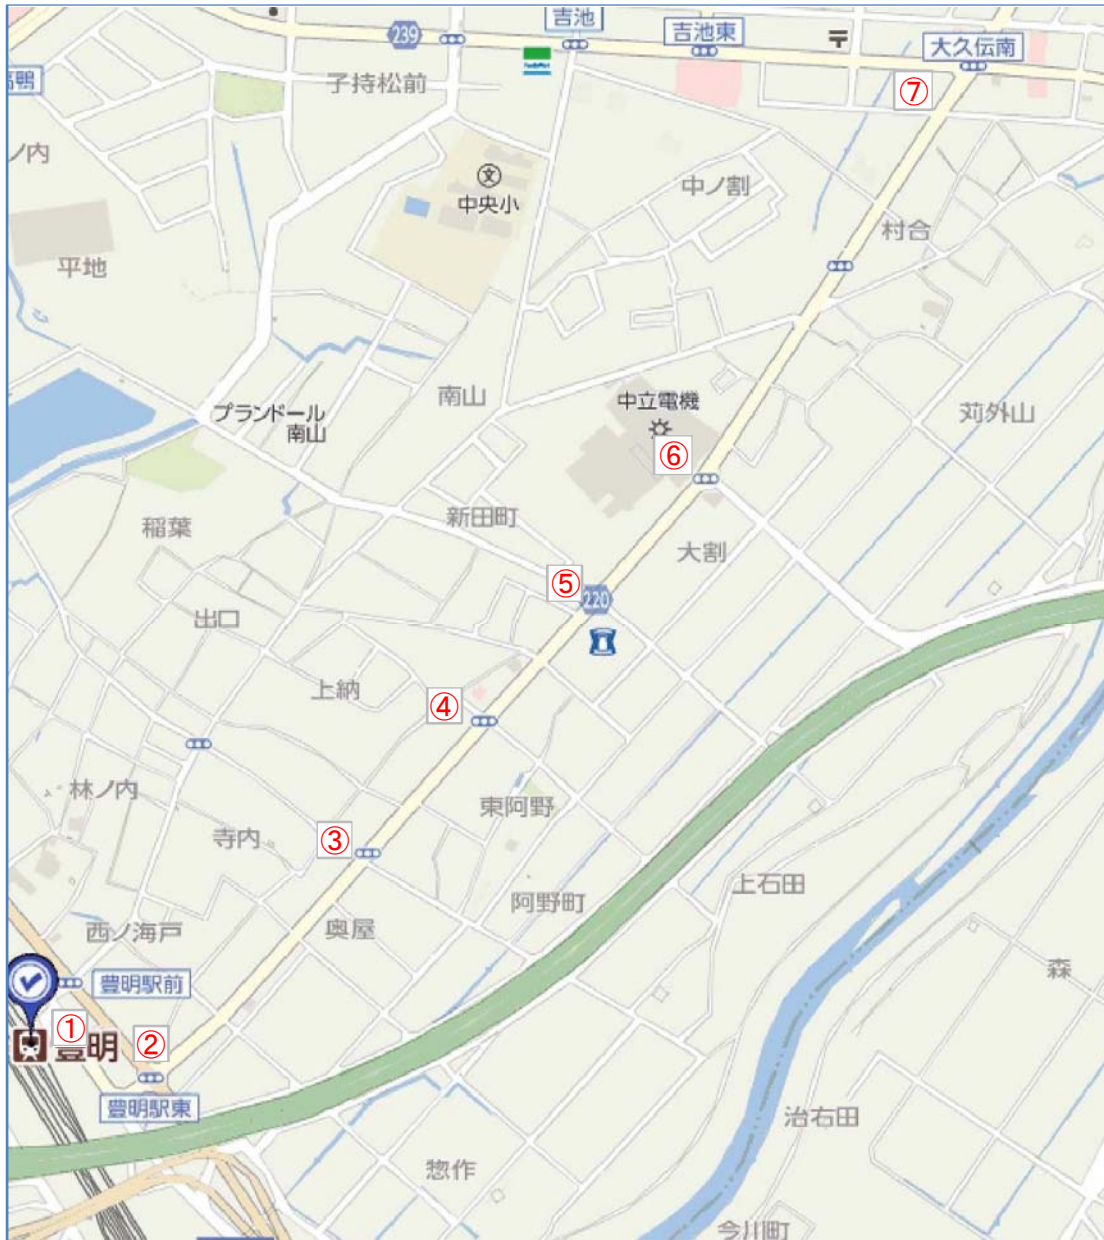 吉池
239
吉池東
〒
大久伝南
子持松前
⑦
ノ内
文
中央小
中ノ割
村合
平地
南山
中立電機
プランドール
南山
苅外山
⑥
稲葉
新田町
大割
⑤
220
出口
上納
④
林ノ内
東阿野
寺内
③
上石田
阿野町
西ノ海戸
奥屋
森
豊明駅前
①
②
豊明
豊明駅東
治右田
惣作
今川町